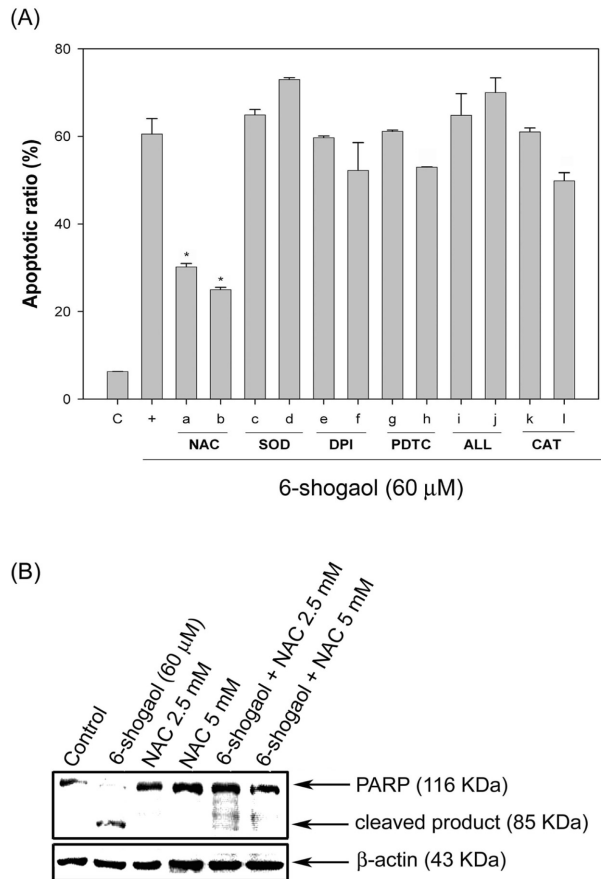 (A)
Apoptotic ratio (%)
80
60
40
20
0
*
*
C + a b c d e f g h i j k l
NAC SOD DPI PDTC ALL CAT
6-shogaol (60 μM)
(B)
Control
6-shogaol (60 μM)
NAC 2.5 mM
NAC 5 mM
6-shogaol + NAC 2.5 mM
6-shogaol + NAC 5 mM
PARP (116 KDa)
cleaved product (85 KDa)
β-actin (43 KDa)